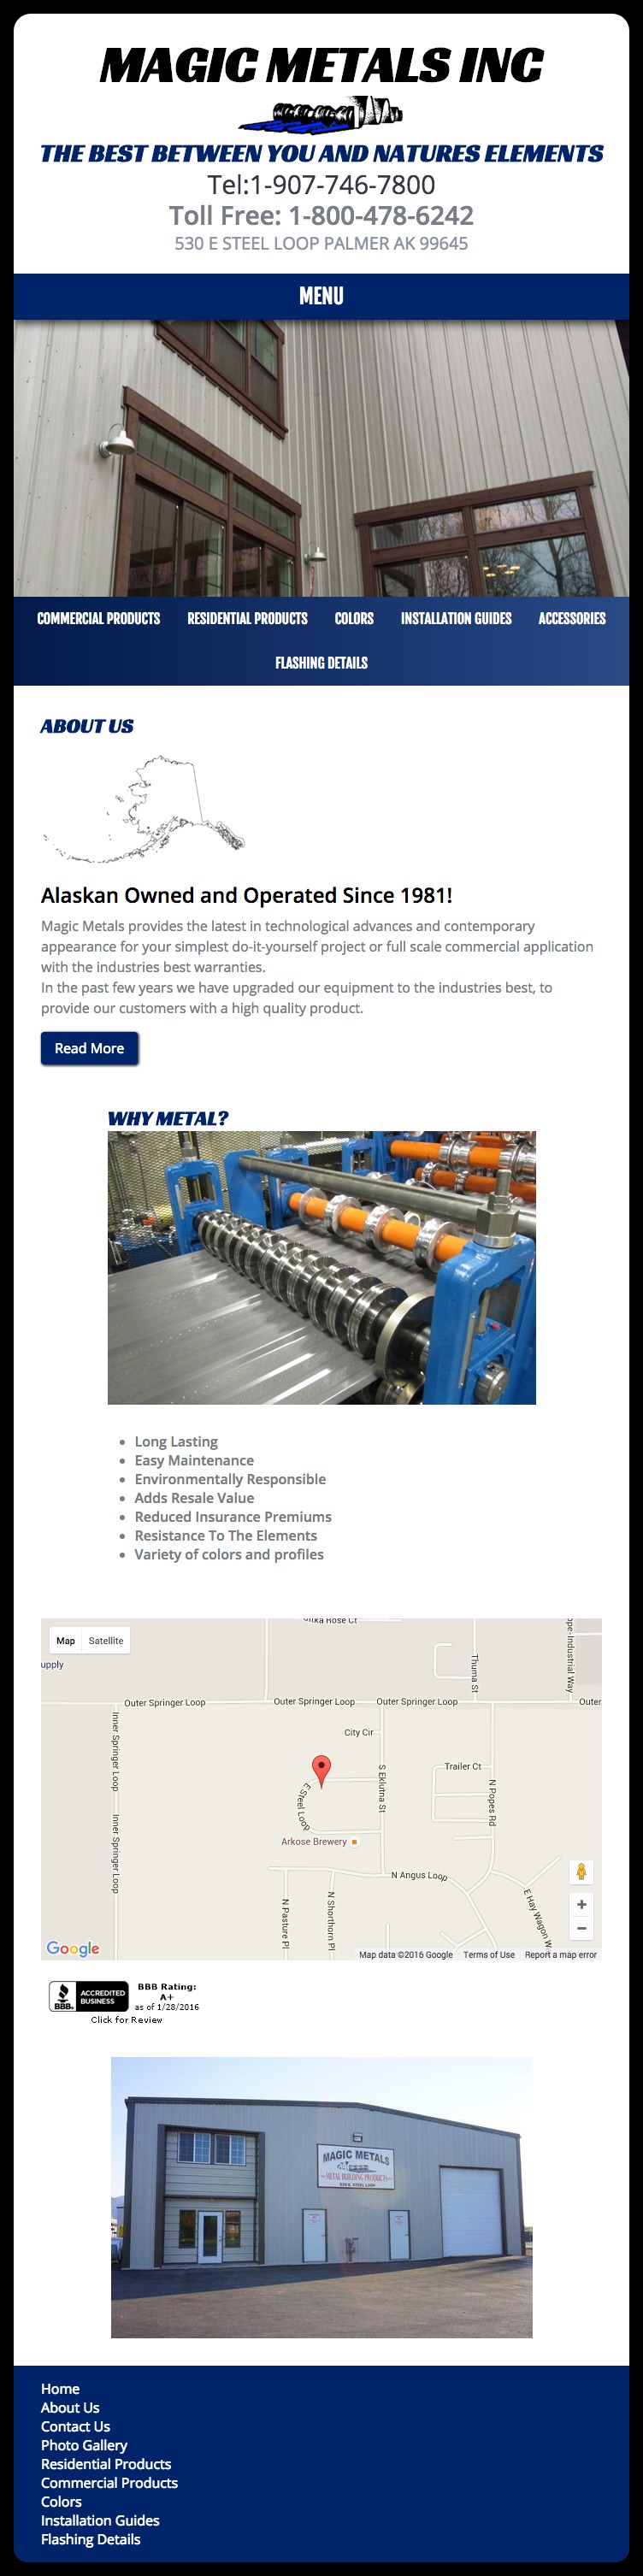 MAGIC METALS INC
THE BEST BETWEEN YOU AND NATURES ELEMENTS
Tel:1-907-746-7800
Toll Free: 1-800-478-6242
530 E STEEL LOOP PALMER AK 99645
MENU
COMMERCIAL PRODUCTS RESIDENTIAL PRODUCTS COLORS INSTALLATION GUIDES ACCESSORIES
FLASHING DETAILS
ABOUT US
Alaskan Owned and Operated Since 1981!
Magic Metals provides the latest in technological advances and contemporary
appearance for your simplest do-it-yourself project or full scale commercial application
with the industries best warranties.
In the past few years we have upgraded our equipment to the industries best, to
provide our customers with a high quality product.
Read More
WHY METAL?
Long Lasting
Easy Maintenance
Environmentally Responsible
Adds Resale Value
Reduced Insurance Premiums
Resistance To The Elements
Variety of colors and profiles
Rose Ct
Map Satellite
upply
Thuma St
ope-Industrial Way
Outer Springer Loop Outer Springer Loop Outer Springer Loop Outer
Inner Springer Loop
City Cir
S Eklutna St
Trailer Ct
N Popes Rd
E Steel Loop
Inner Springer Loop
Arkose Brewery
N Angus Loop
N Pasture Pl
N Shorthorn Pl
E Hay Wagon W
+
−
Google
Map data ©2016 Google Terms of Use Report a map error
BBB.
ACCREDITED
BUSINESS
BBB Rating:
A+
as of 1/28/2016
Click for Review
MAGIC METALS
METAL BUILDING PRODUCTS
530 E. STEEL LOOP
Home
About Us
Contact Us
Photo Gallery
Residential Products
Commercial Products
Colors
Installation Guides
Flashing Details